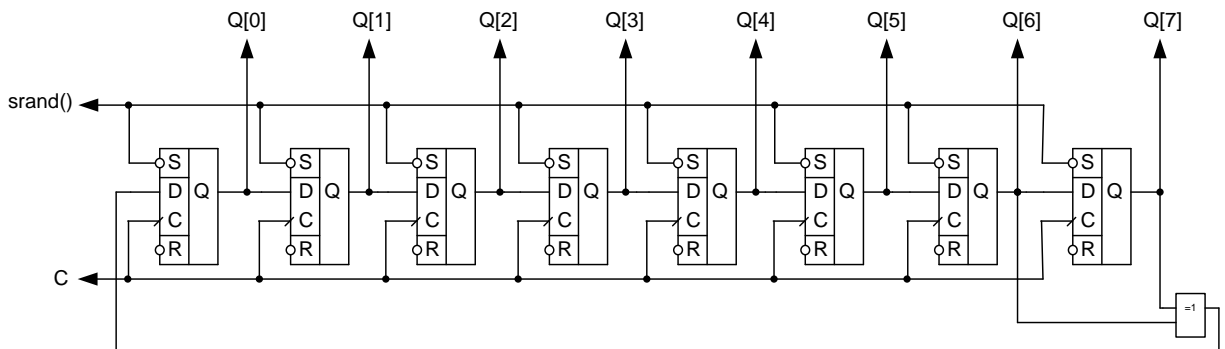 Q[0] Q[1] Q[2] Q[3] Q[4] Q[5] Q[6] Q[7]
srand()
S S S S S S S S
D Q D Q D Q D Q D Q D Q D Q D Q
C C C C C C C C
R R R R R R R R
C
=1